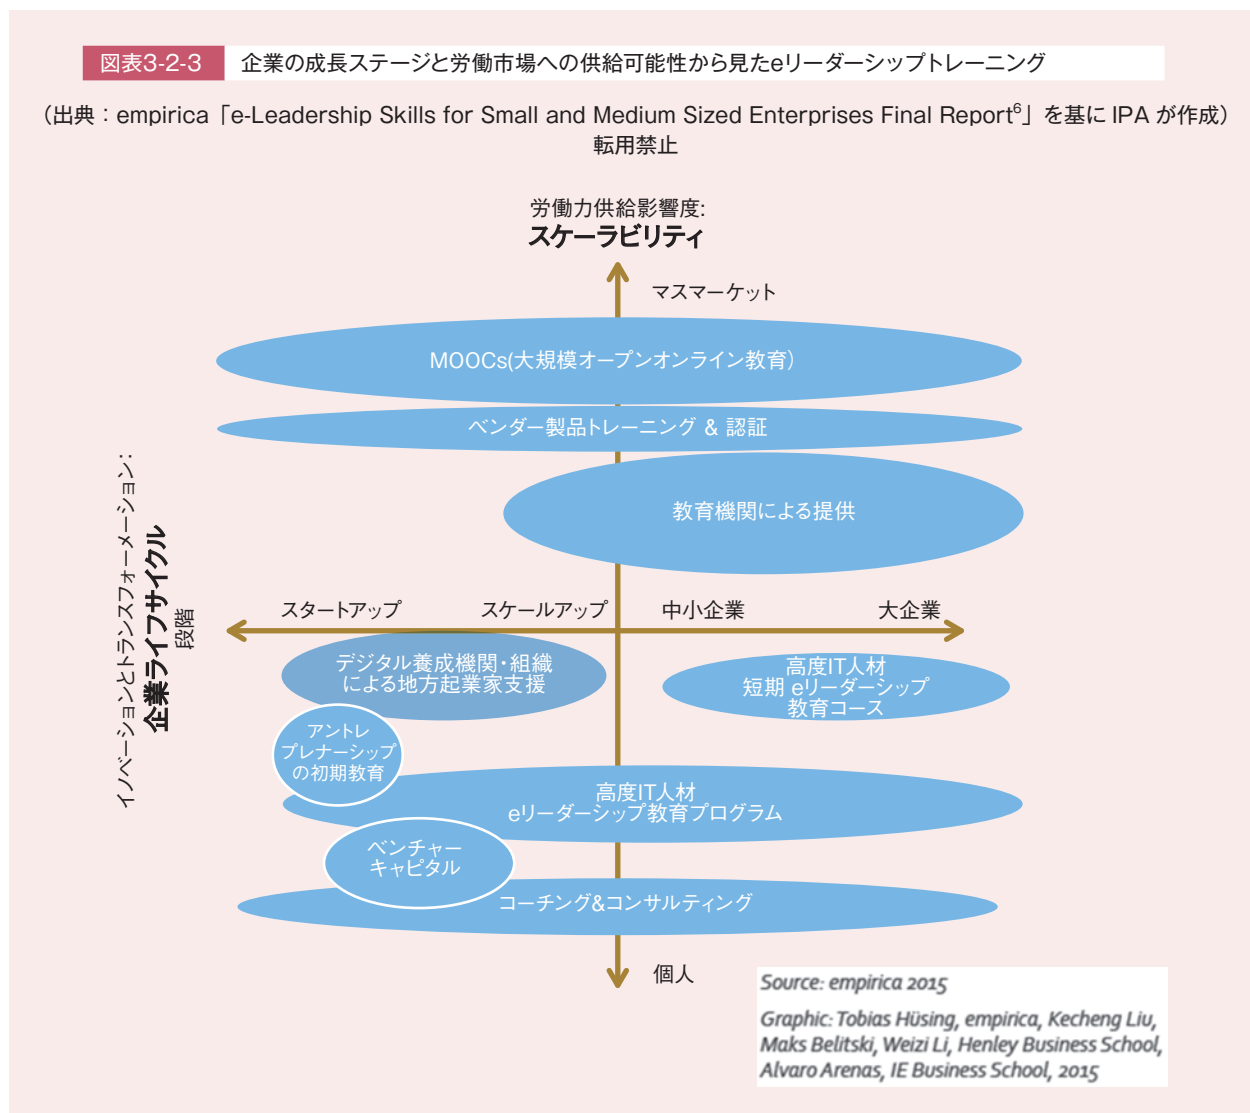 図表3-2-3 企業の成長ステージと労働市場への供給可能性から見たeリーダーシップトレーニング
（出典：empirica「e-Leadership Skills for Small and Medium Sized Enterprises Final Report6」を基に IPA が作成）
転用禁止
労働力供給影響度:
スケーラビリティ
マスマーケット
MOOCs(大規模オープンオンライン教育）
ベンダー製品トレーニング & 認証
教育機関による提供
イノベーションとトランスフォーメーション:
企業ライフサイクル
段階
スタートアップ スケールアップ 中小企業 大企業
デジタル養成機関・組織
による地方起業家支援
高度IT人材
短期 eリーダーシップ
教育コース
アントレ
プレナーシップ
の初期教育
高度IT人材
eリーダーシップ教育プログラム
ベンチャー
キャピタル
コーチング&コンサルティング
個人
Source: empirica 2015
Graphic: Tobias Hüsing, empirica, Kecheng Liu,
Maks Belitski, Weizi Li, Henley Business School,
Alvaro Arenas, IE Business School, 2015